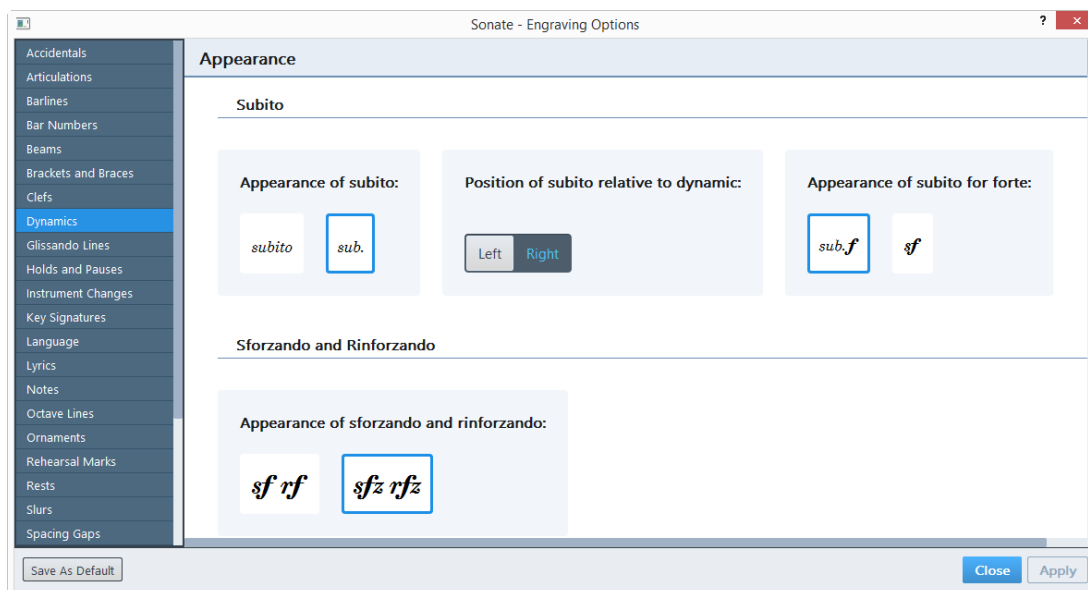 Sonate - Engraving Options
?
Accidentals
Articulations
Barlines
Bar Numbers
Beams
Brackets and Braces
Clefs
Dynamics
Glissando Lines
Holds and Pauses
Instrument Changes
Key Signatures
Language
Lyrics
Notes
Octave Lines
Ornaments
Rehearsal Marks
Rests
Slurs
Spacing Gaps
Appearance
Subito
Appearance of subito:
subito sub.
Position of subito relative to dynamic:
Left Right
Appearance of subito for forte:
sub.f sf
Sforzando and Rinforzando
Appearance of sforzando and rinforzando:
sf rf sfz rfz
Save As Default
Close Apply